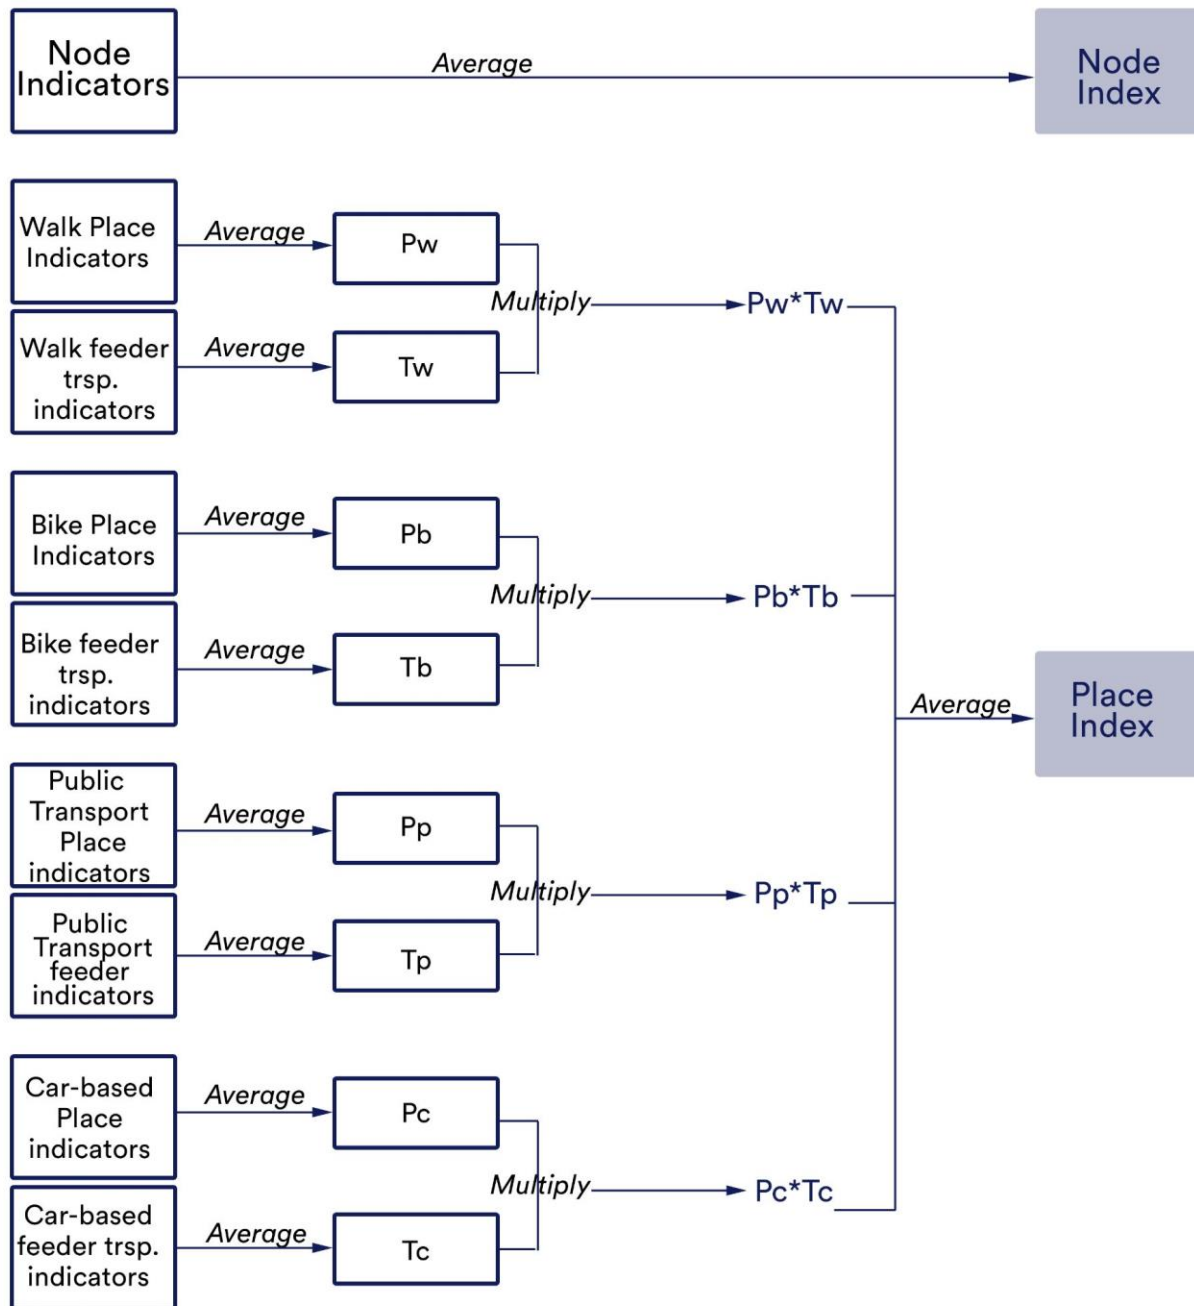 Node
Indicators
Average
Node
Index
Walk Place
Indicators
Average
Pw
Multiply
Pw*Tw
Walk feeder
trsp.
indicators
Average
Tw
Bike Place
Indicators
Average
Pb
Multiply
Pb*Tb
Bike feeder
trsp.
indicators
Average
Tb
Average
Place
Index
Public
Transport
Place
indicators
Average
Pp
Multiply
Pp*Tp
Public
Transport
feeder
indicators
Average
Tp
Car-based
Place
indicators
Average
Pc
Multiply
Pc*Tc
Car-based
feeder trsp.
indicators
Average
Tc